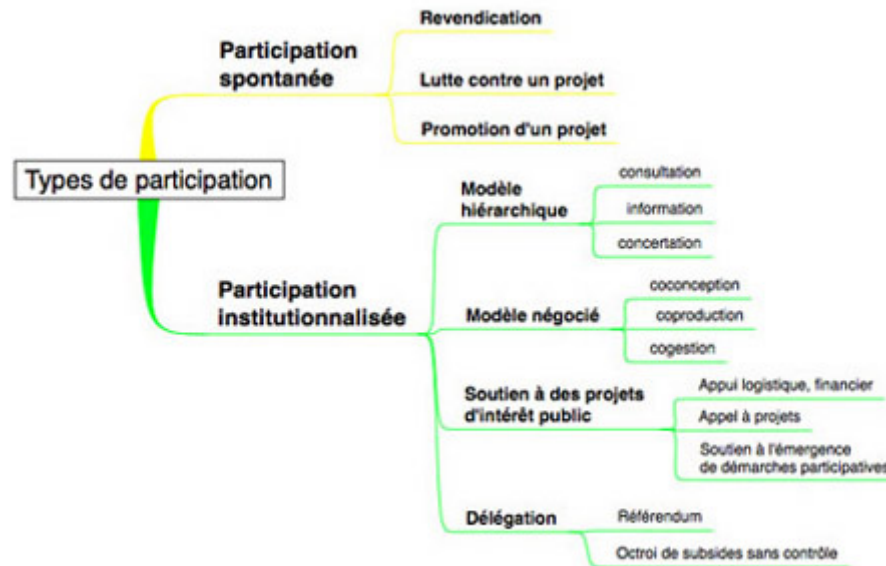 Types de participation
Participation
spontanée
Revendication
Lutte contre un projet
Promotion d'un projet
Participation
institutionnalisée
Modèle
hiérarchique
consultation
information
concertation
Modèle négocié
coconception
coproduction
cogestion
Soutien à des projets
d'intérêt public
Appui logistique, financier
Appel à projets
Soutien à l'émergence
de démarches participatives
Délégation
Référendum
Octroi de subsides sans contrôle